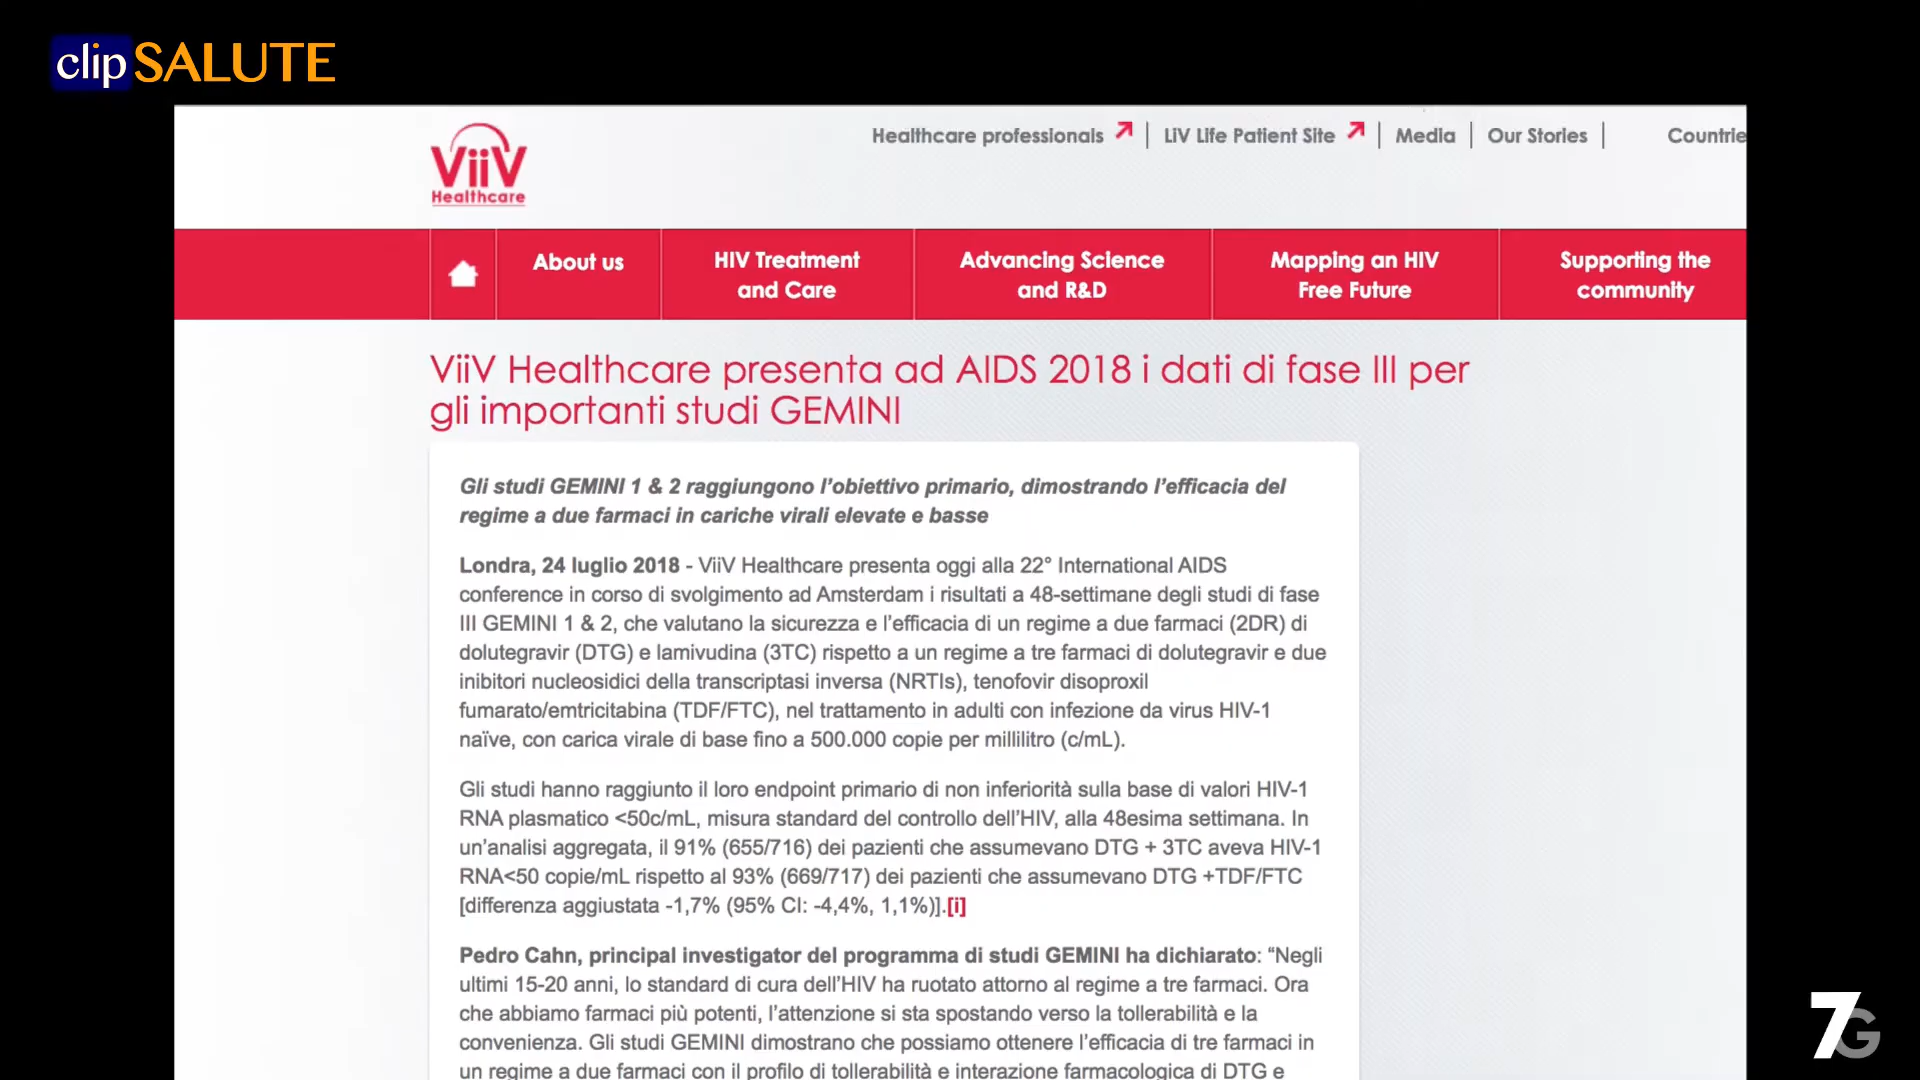 clip SALUTE
ViiV
Healthcare
Healthcare professionals | LiV Life Patient Site | Media | Our Stories | Countrie
About us
HIV Treatment
and Care
Advancing Science
and R&D
Mapping an HIV
Free Future
Supporting the
community
ViiV Healthcare presenta ad AIDS 2018 i dati di fase III per
gli importanti studi GEMINI
Gli studi GEMINI 1 & 2 raggiungono l’obiettivo primario, dimostrando l’efficacia del
regime a due farmaci in cariche virali elevate e basse
Londra, 24 luglio 2018 - ViiV Healthcare presenta oggi alla 22° International AIDS
conference in corso di svolgimento ad Amsterdam i risultati a 48-settimane degli studi di fase
III GEMINI 1 & 2, che valutano la sicurezza e l’efficacia di un regime a due farmaci (2DR) di
dolutegravir (DTG) e lamivudina (3TC) rispetto a un regime a tre farmaci di dolutegravir e due
inibitori nucleosidici della transcriptasi inversa (NRTIs), tenofovir disoproxil
fumarato/emtricitabina (TDF/FTC), nel trattamento in adulti con infezione da virus HIV-1
naïve, con carica virale di base fino a 500.000 copie per millilitro (c/mL).
Gli studi hanno raggiunto il loro endpoint primario di non inferiorità sulla base di valori HIV-1
RNA plasmatico <50c/mL, misura standard del controllo dell’HIV, alla 48esima settimana. In
un’analisi aggregata, il 91% (655/716) dei pazienti che assumevano DTG + 3TC aveva HIV-1
RNA<50 copie/mL rispetto al 93% (669/717) dei pazienti che assumevano DTG +TDF/FTC
[differenza aggiustata -1,7% (95% CI: -4,4%, 1,1%)].[i]
Pedro Cahn, principal investigator del programma di studi GEMINI ha dichiarato: “Negli
ultimi 15-20 anni, lo standard di cura dell’HIV ha ruotato attorno al regime a tre farmaci. Ora
che abbiamo farmaci più potenti, l’attenzione si sta spostando verso la tollerabilità e la
convenienza. Gli studi GEMINI dimostrano che possiamo ottenere l’efficacia di tre farmaci in
un regime a due farmaci con il profilo di tollerabilità e interazione farmacologica di DTG e
7G